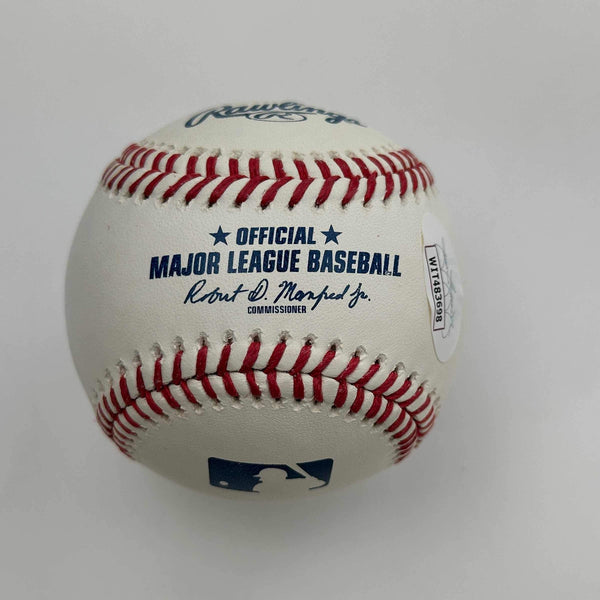 Rawlings
R
★ OFFICIAL ★
MAJOR LEAGUE BASEBALL
Robert D. Manfred Jr.
COMMISSIONER
WIT483698